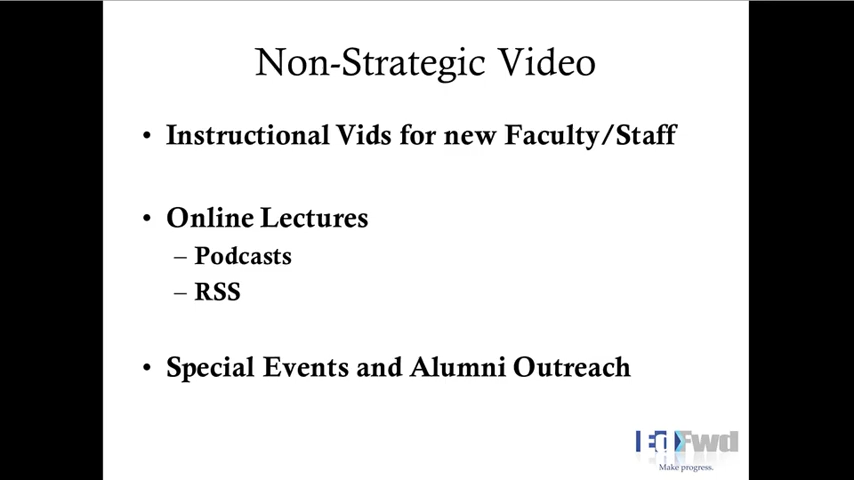 Non-Strategic Video
• Instructional Vids for new Faculty/Staff
• Online Lectures
– Podcasts
– RSS
• Special Events and Alumni Outreach
EdFwd
Make progress.